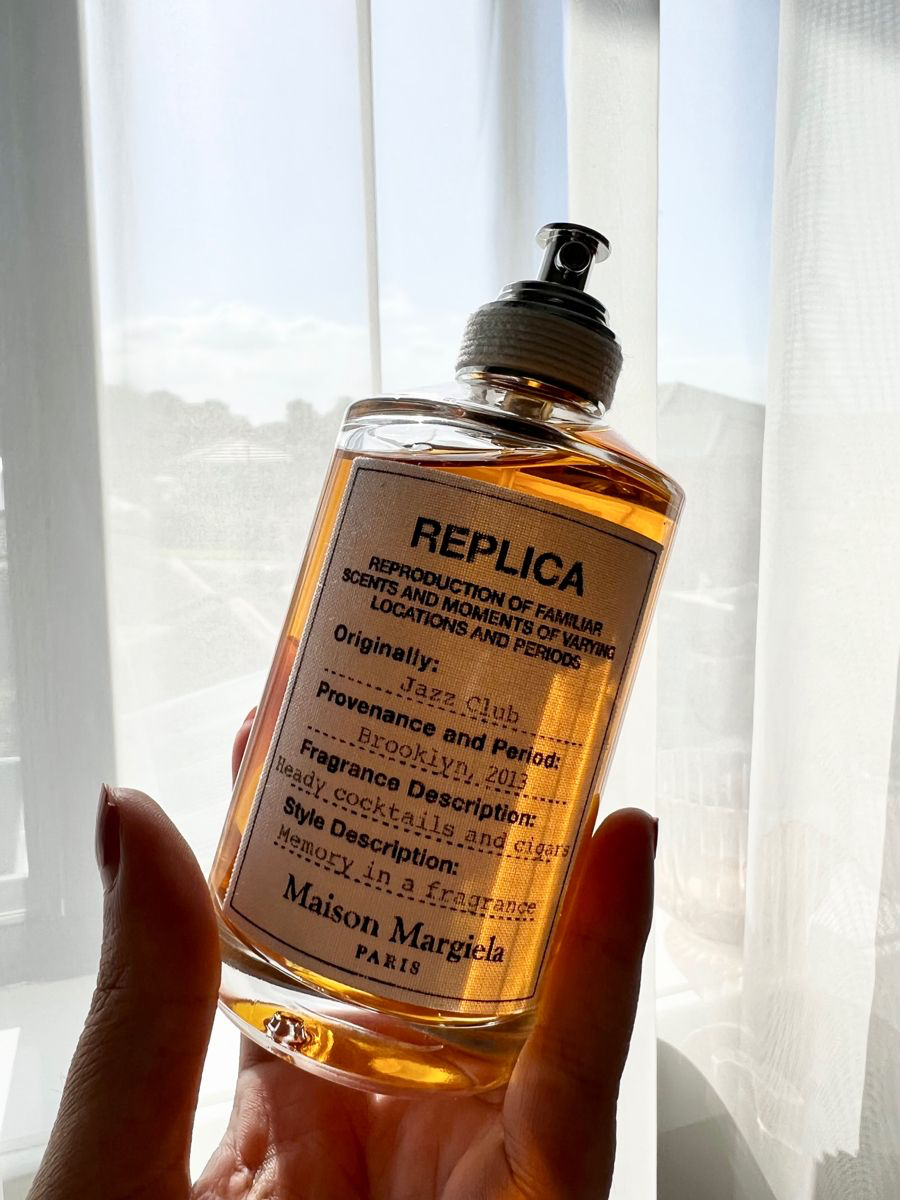 REPLICA
REPRODUCTION OF FAMILIAR
SCENTS AND MOMENTS OF VARYING
LOCATIONS AND PERIODS
Originally:
Jazz Club
Provenance and Period:
Brooklyn, 2013
Fragrance Description:
Heady cocktails and cigars
Style Description:
Memory in a fragrance
Maison Margiela
PARIS